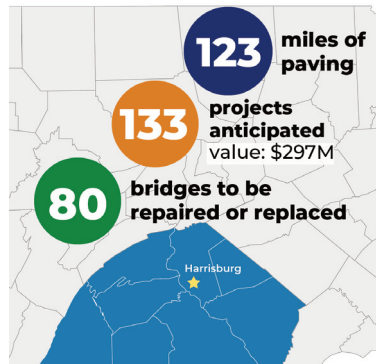 123 miles of
paving
133 projects
anticipated
value: $297M
80 bridges to be
repaired or replaced
Harrisburg